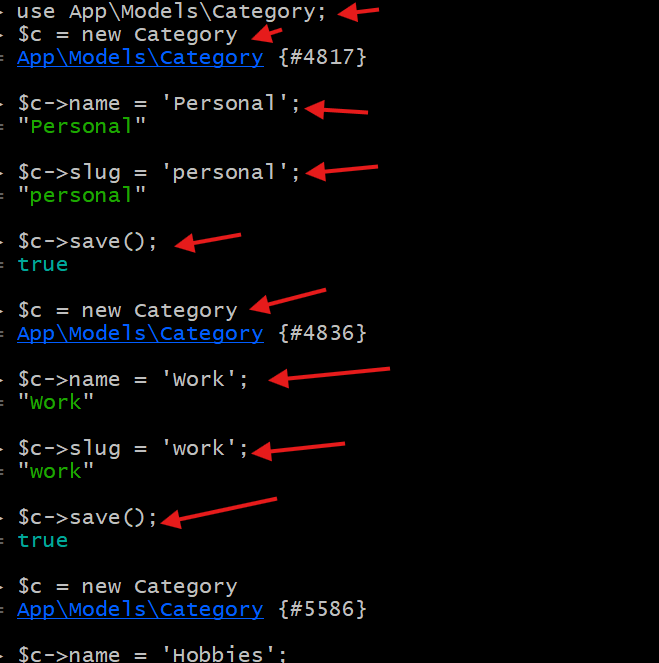 > use App\Models\Category;
> $c = new Category
= App\Models\Category {#4817}
> $c->name = 'Personal';
= "Personal"
> $c->slug = 'personal';
= "personal"
> $c->save();
= true
> $c = new Category
= App\Models\Category {#4836}
> $c->name = 'Work';
= "Work"
> $c->slug = 'work';
= "work"
> $c->save();
= true
> $c = new Category
= App\Models\Category {#5586}
> $c->name = 'Hobbies';